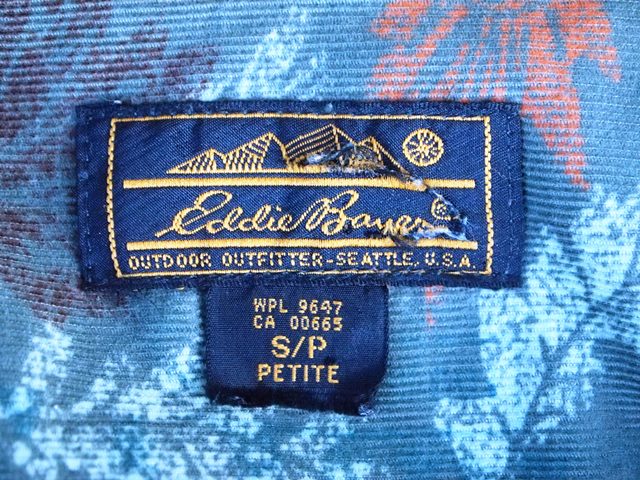 Eddie Bauer®
OUTDOOR OUTFITTER-SEATTLE, U.S.A.
WPL 9647
CA 00665
S/P
PETITE